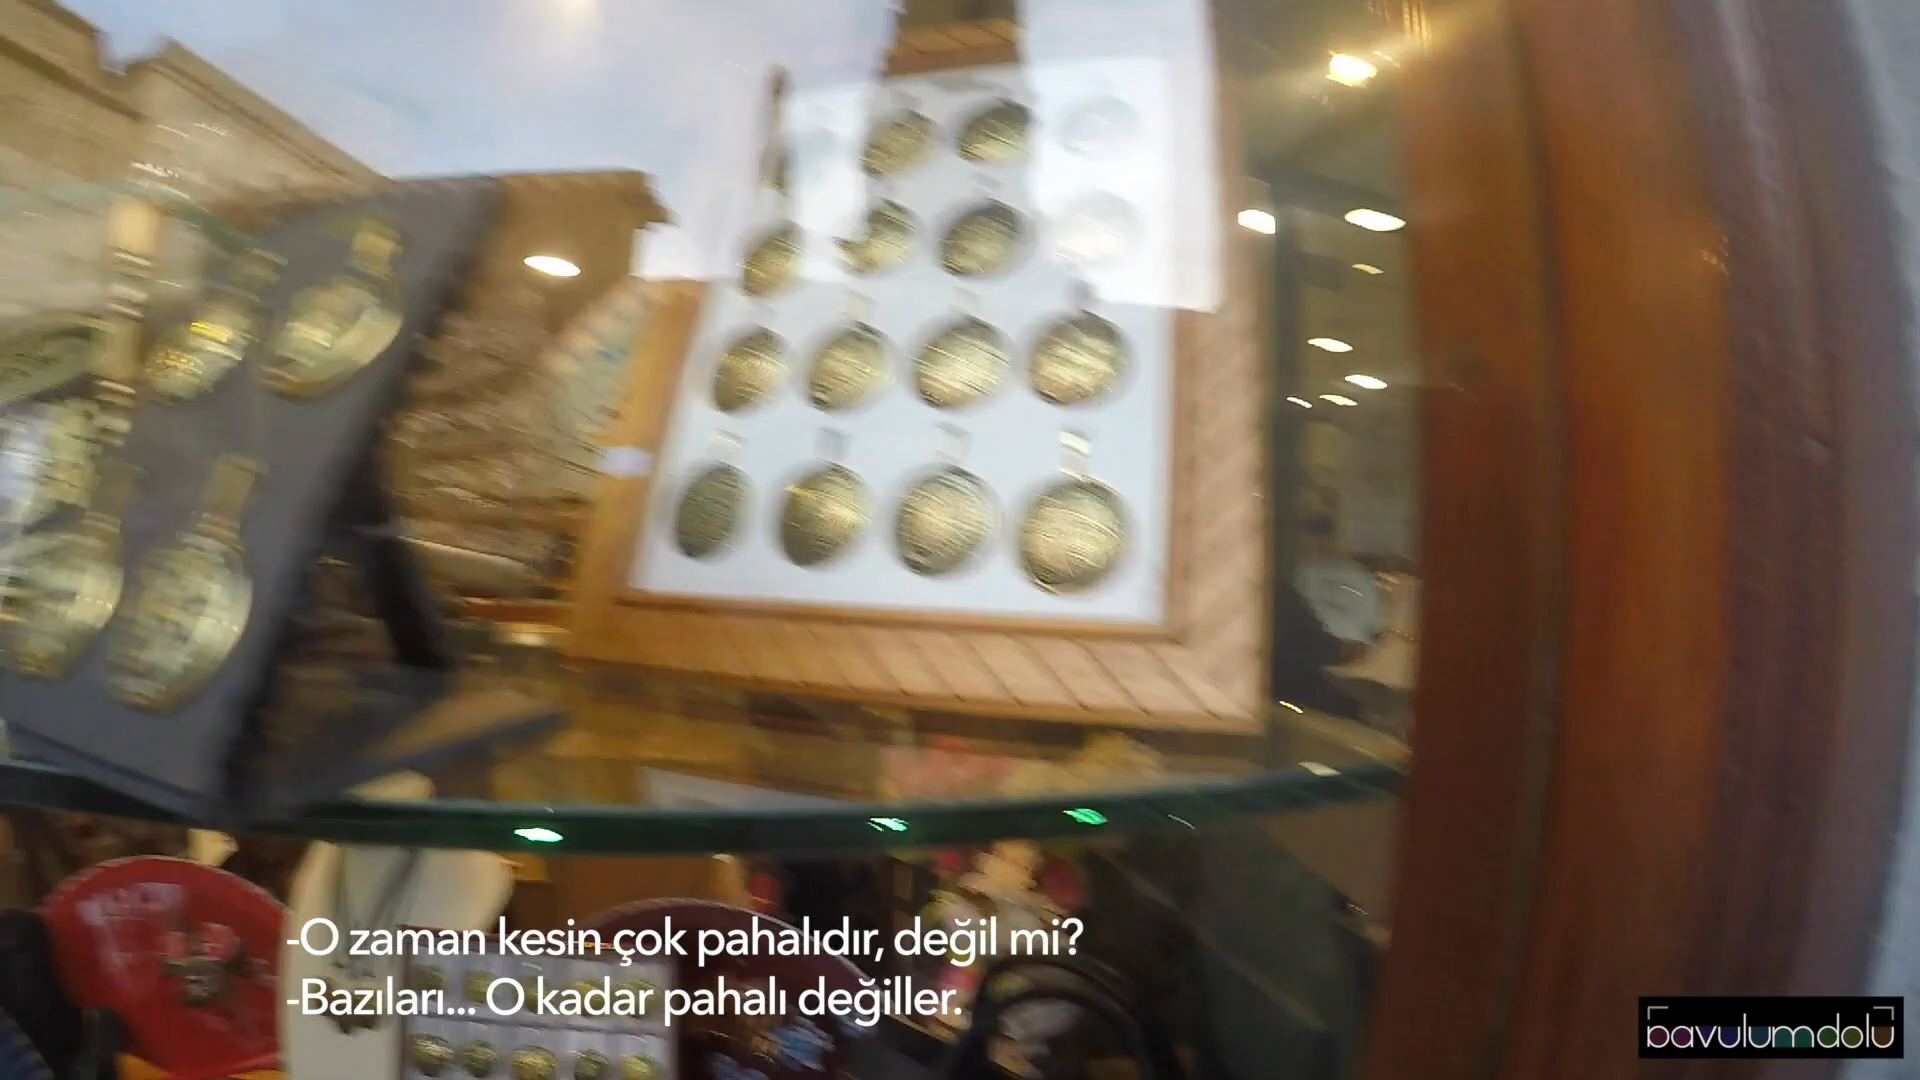 -O zaman kesin çok pahalıdır, değil mi?
-Bazıları... O kadar pahalı değiller.
bavulumdolu